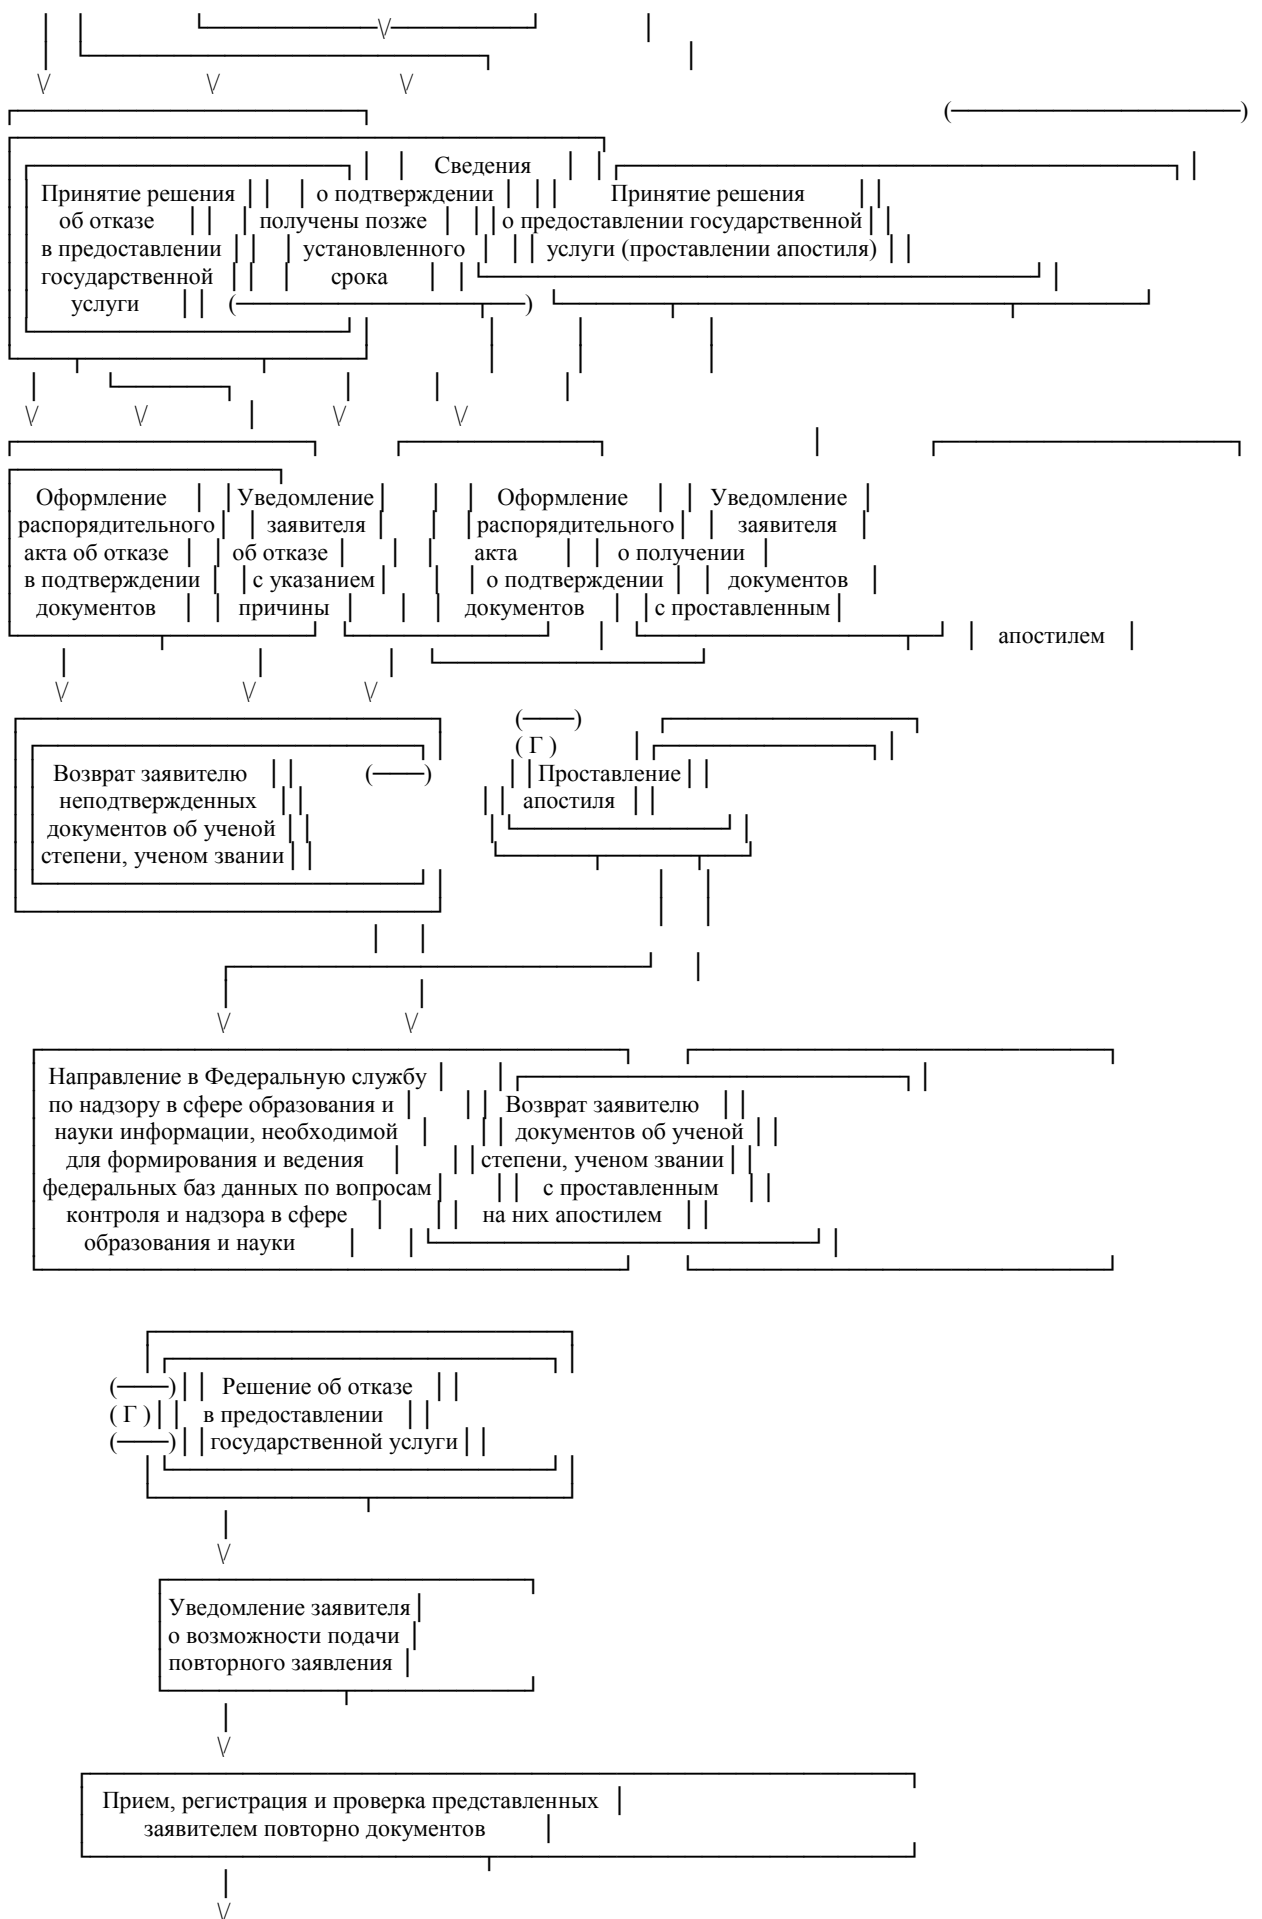 Сведения
Принятие решения о подтверждении Принятие решения
об отказе получены позже о предоставлении государственной
в предоставлении установленного услуги (проставлении апостиля)
государственной срока
услуги
Оформление Уведомление Оформление Уведомление
распорядительного заявителя распорядительного заявителя
акта об отказе об отказе акта о получении
в подтверждении с указанием о подтверждении документов
документов причины документов с проставленным
апостилем
( Г )
Возврат заявителю Проставление
неподтвержденных апостиля
документов об ученой
степени, ученом звании
Направление в Федеральную службу
по надзору в сфере образования и Возврат заявителю
науки информации, необходимой документов об ученой
для формирования и ведения степени, ученом звании
федеральных баз данных по вопросам с проставленным
контроля и надзора в сфере на них апостилем
образования и науки
Решение об отказе
( Г ) в предоставлении
государственной услуги
Уведомление заявителя
о возможности подачи
повторного заявления
Прием, регистрация и проверка представленных
заявителем повторно документов